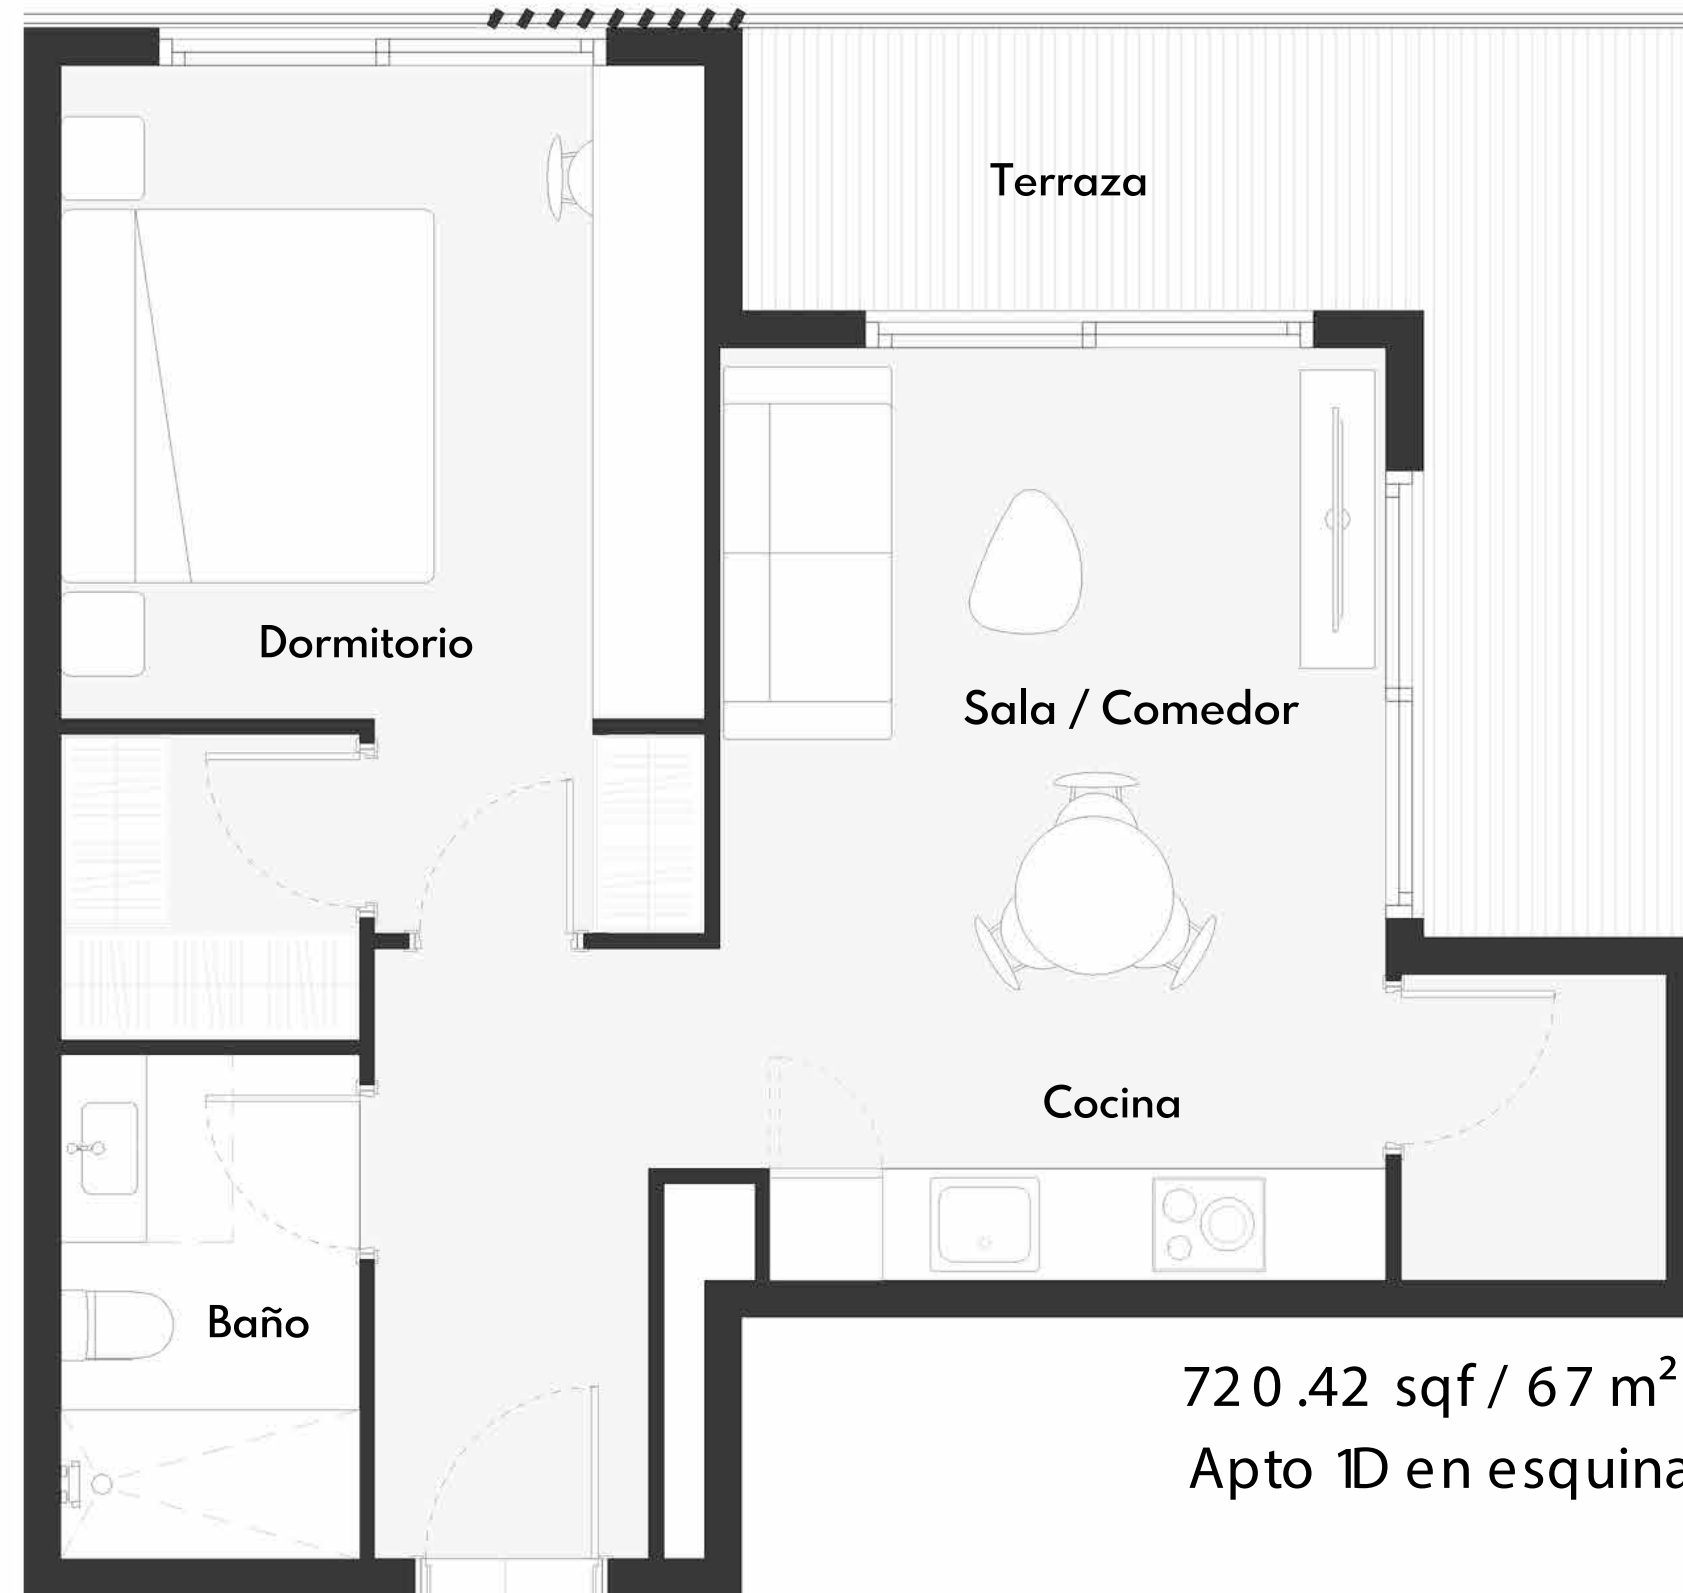 Terraza
Dormitorio
Sala / Comedor
Cocina
Baño
720.42 sqf / 67 m²
Apto 1D en esquina